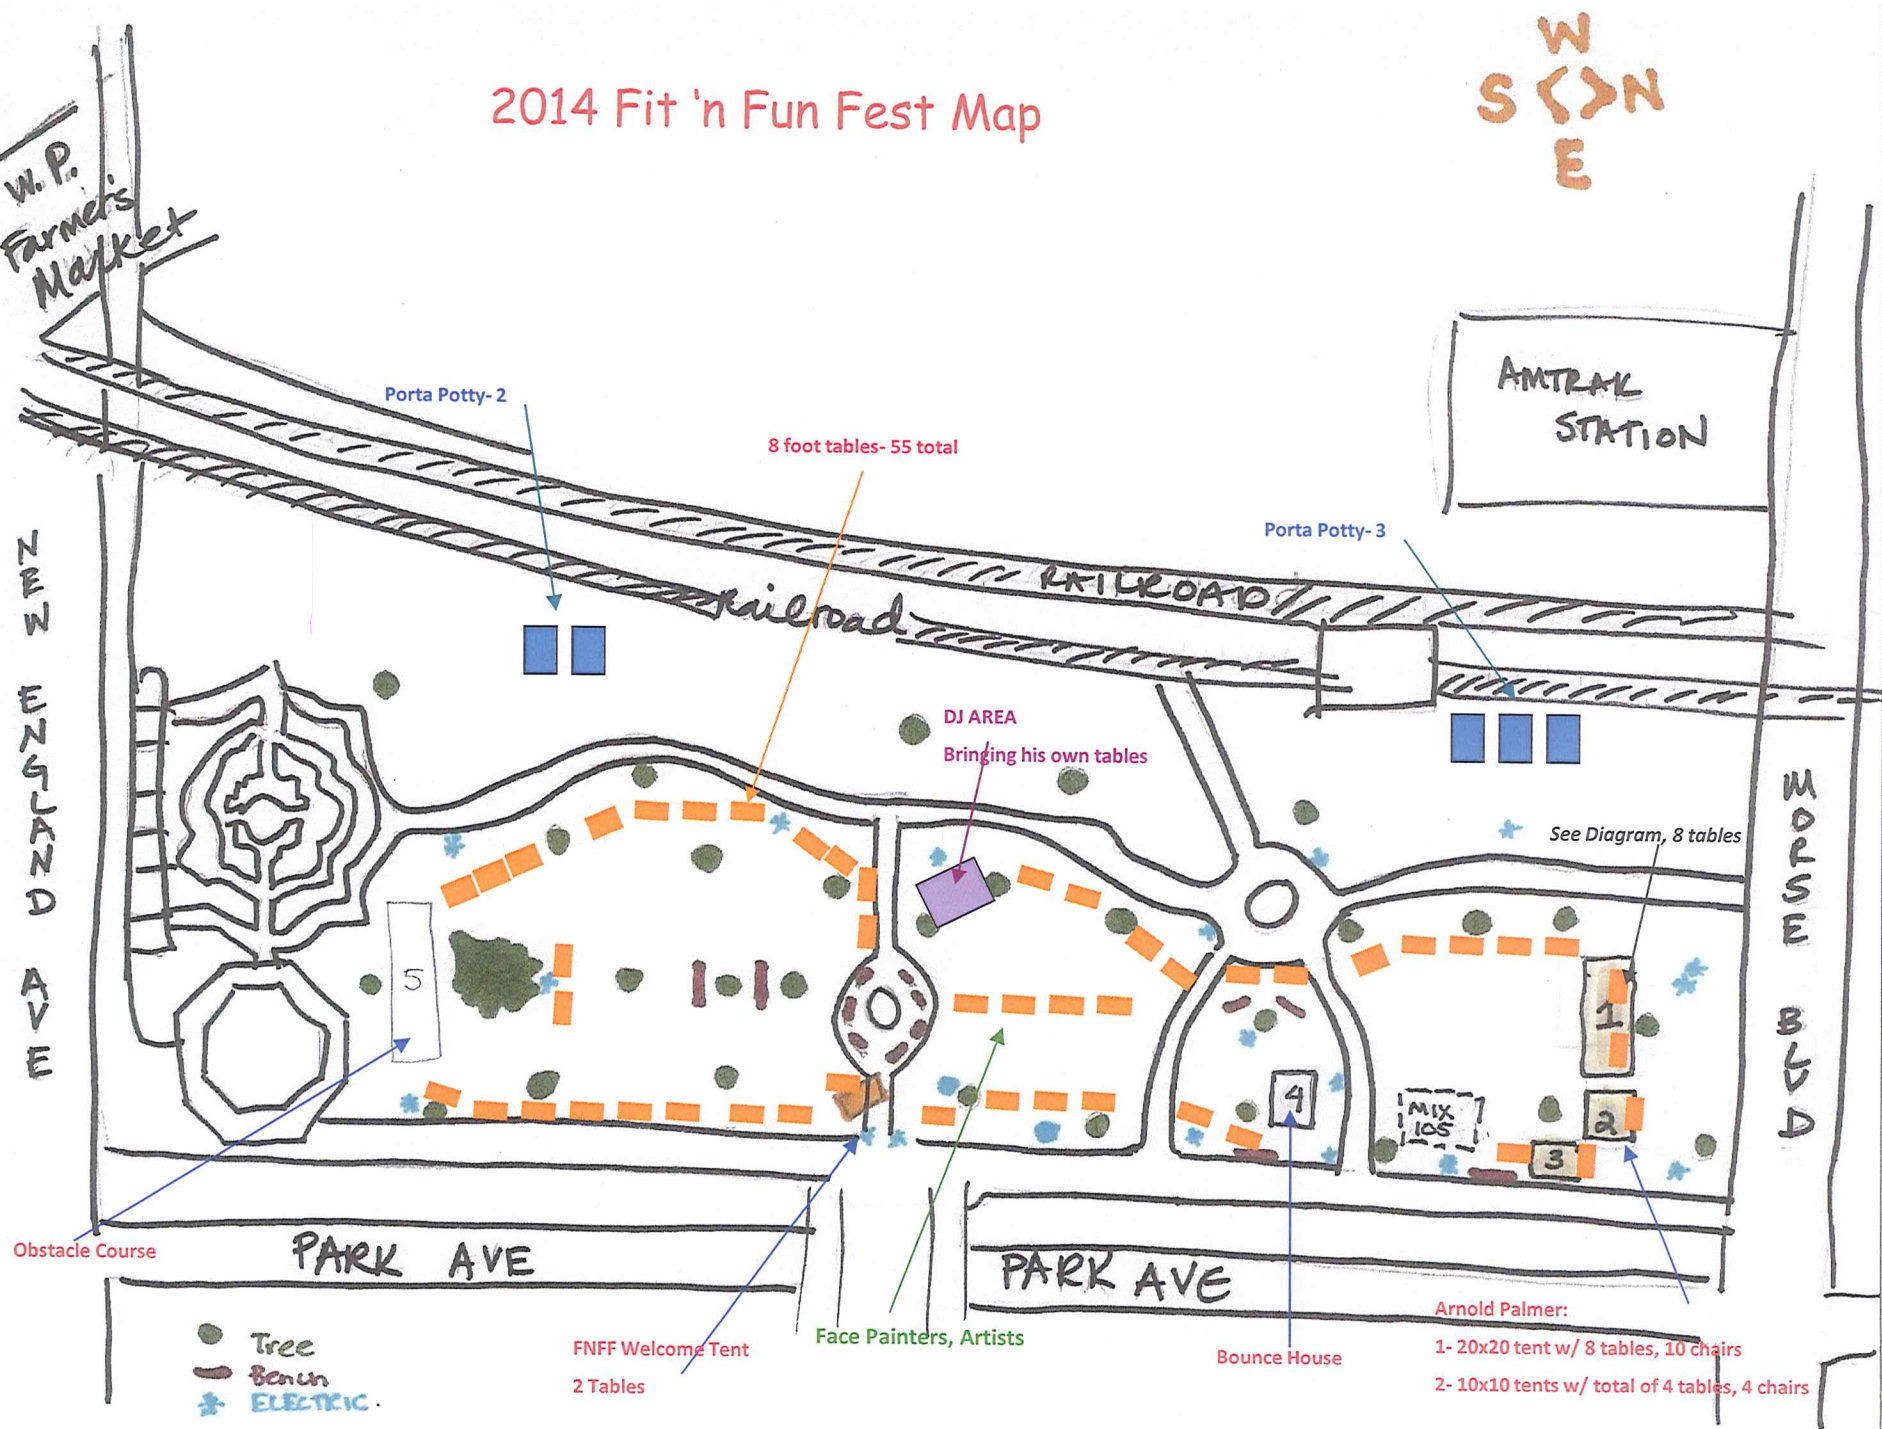 2014 Fit 'n Fun Fest Map
W
S N
E
W.P.
Farmer's
Market
AMTRAK
STATION
Porta Potty- 2
8 foot tables- 55 total
Porta Potty- 3
RAILROAD
Railroad
NEW ENGLAND AVE
DJ AREA
Bringing his own tables
See Diagram, 8 tables
MORSE BLVD
5
1
4
MIX
105
2
3
Obstacle Course
PARK AVE
PARK AVE
Arnold Palmer:
1- 20x20 tent w/ 8 tables, 10 chairs
2- 10x10 tents w/ total of 4 tables, 4 chairs
Face Painters, Artists
FNFF Welcome Tent
2 Tables
Bounce House
Tree
Bench
ELECTRIC.